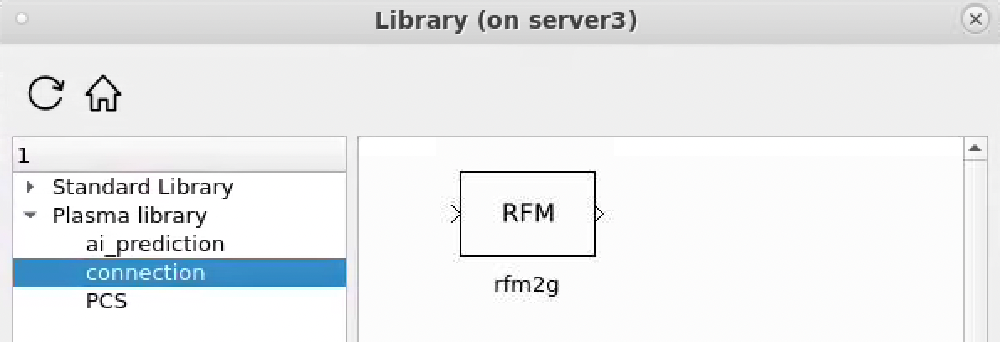 Library (on server3)
1
Standard Library
Plasma library
ai_prediction
connection
PCS
RFM
rfm2g